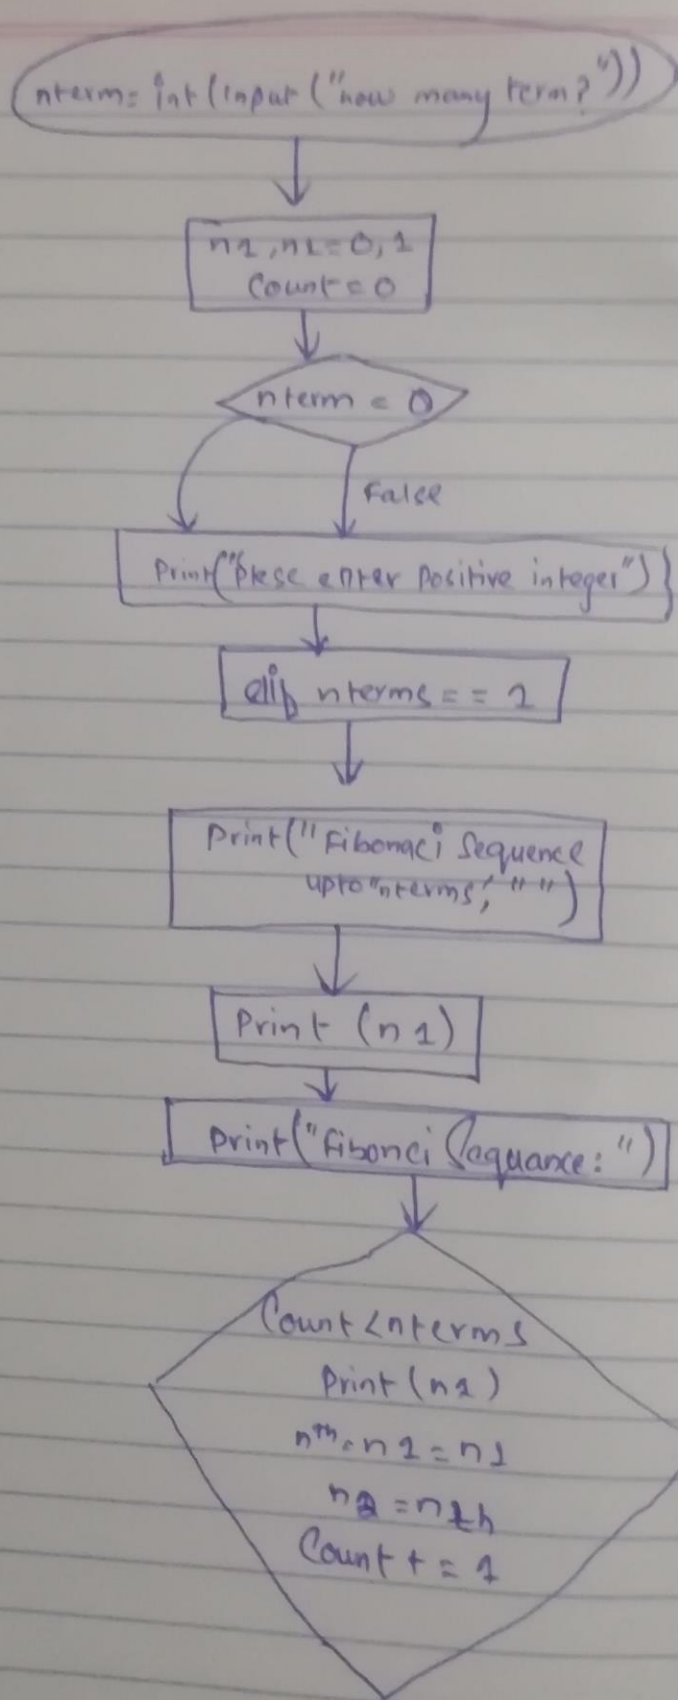 nterm= int(input("how many term?"))
n1,n2=0,1
Count=0
nterm = 0
False
Print("plese enter positive integer")
elif nterms == 1
Print("Fibonaci Sequence
upto"nterms, " ")
Print (n1)
Print("Fibonci Sequance:")
Count<nterms
Print(n1)
nth=n1=n1
n2=nth
Count+=1